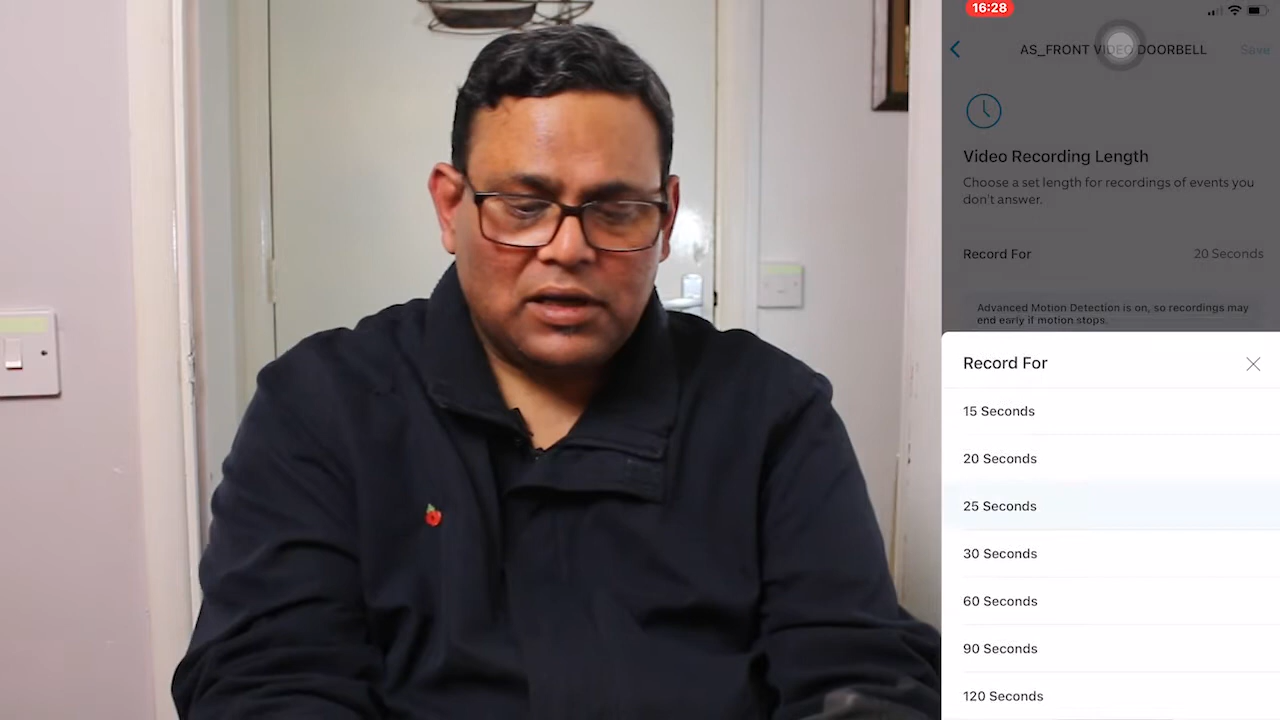 16:28
AS_FRONT VIDEO DOORBELL
Save
Video Recording Length
Choose a set length for recordings of events you
don't answer.
Record For
20 Seconds
Advanced Motion Detection is on, so recordings may
end early if motion stops.
Record For
15 Seconds
20 Seconds
25 Seconds
30 Seconds
60 Seconds
90 Seconds
120 Seconds